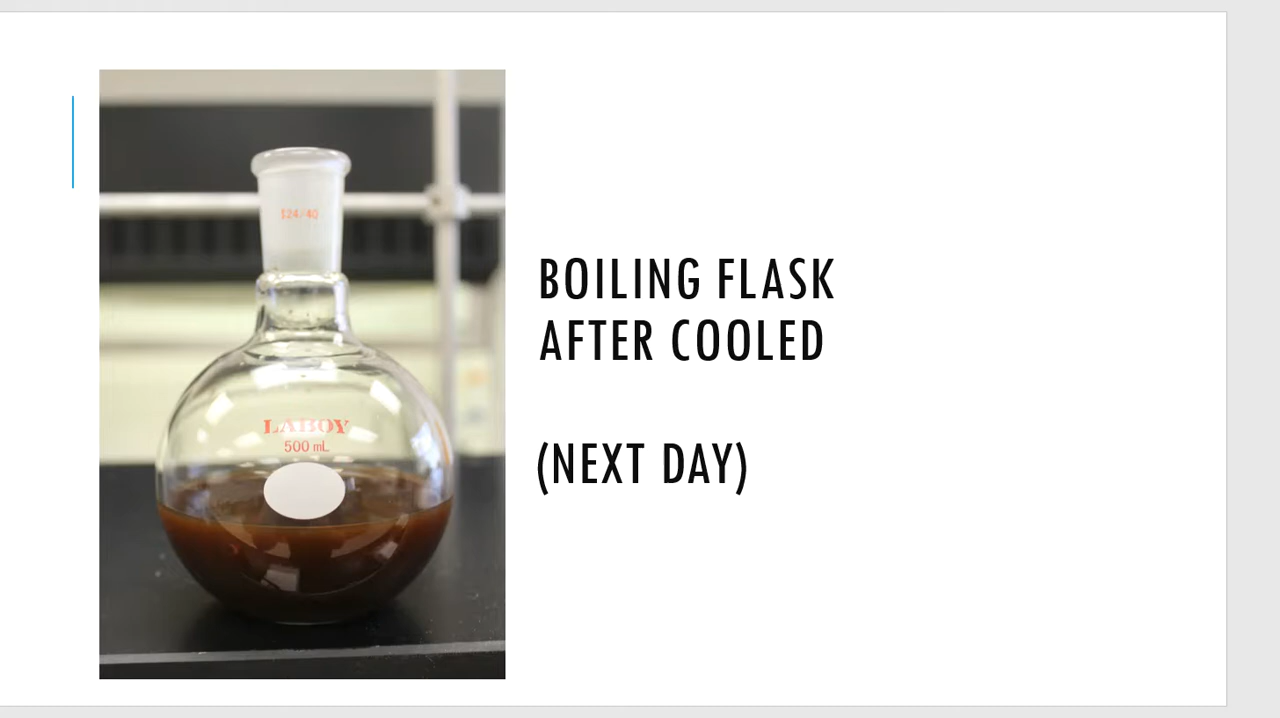 $24/40
LABOY
500 mL
BOILING FLASK
AFTER COOLED
(NEXT DAY)